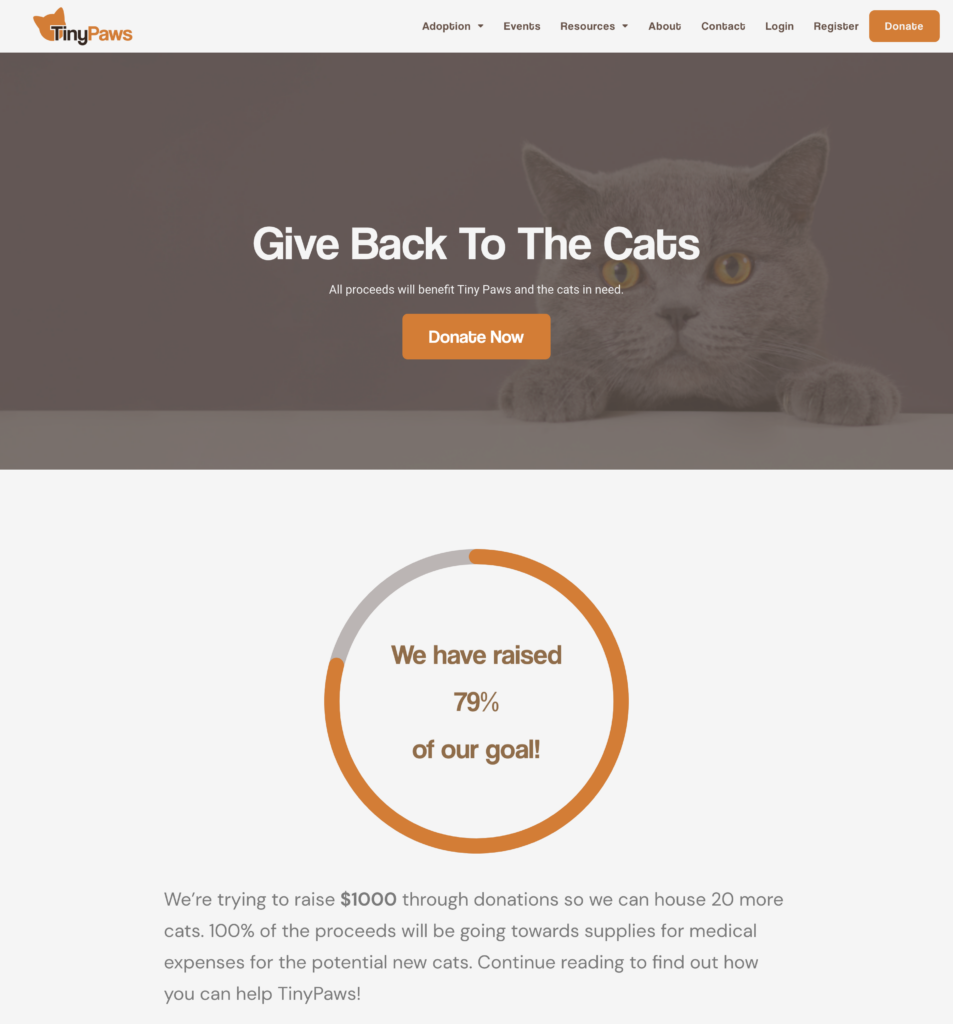 TinyPaws
Adoption Events Resources About Contact Login Register Donate
Give Back To The Cats
All proceeds will benefit Tiny Paws and the cats in need.
Donate Now
We have raised
79%
of our goal!
We're trying to raise $1000 through donations so we can house 20 more
cats. 100% of the proceeds will be going towards supplies for medical
expenses for the potential new cats. Continue reading to find out how
you can help TinyPaws!